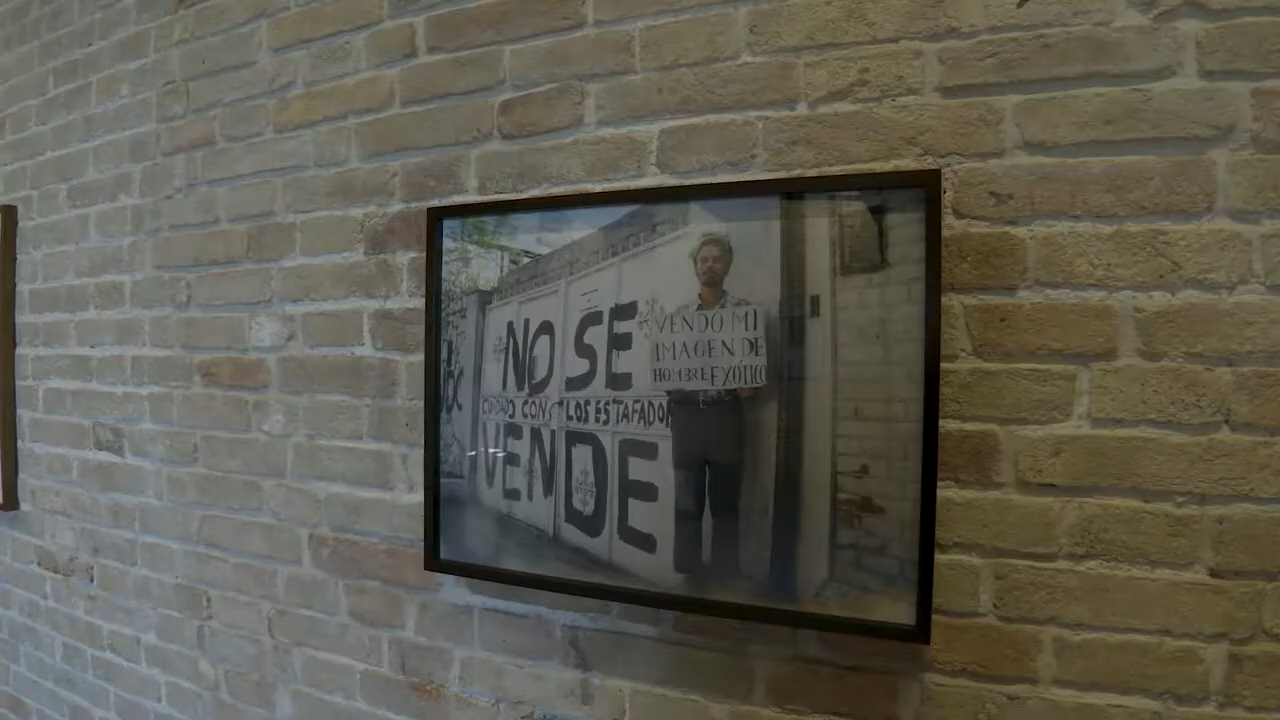 NO SE
CUIDADO CON LOS ESTAFADOR
VENDE
VENDO MI
IMAGEN DE
HOMBRE EXÓTICO